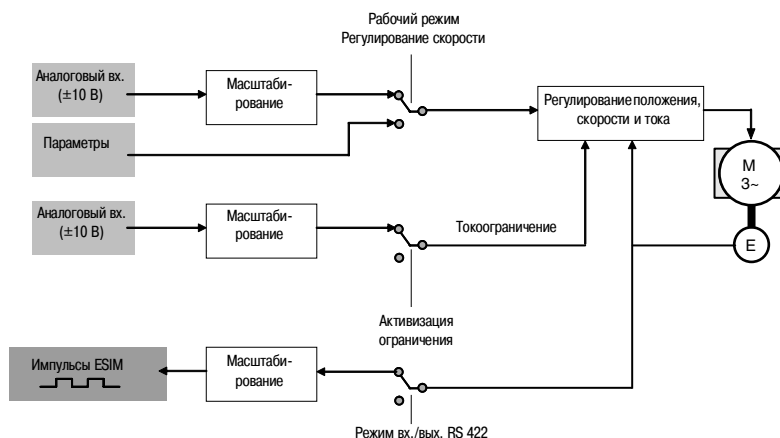 Рабочий режим
Регулирование скорости
Аналоговый вх.
(±10 В)
Масштаби-
рование
Регулирование положения,
скорости и тока
Параметры
М
3~
Аналоговый вх.
(±10 В)
Масштаби-
рование
Токоограничение
E
Активизация
ограничения
Импульсы ESIM
Масштаби-
рование
Режим вх./вых. RS 422